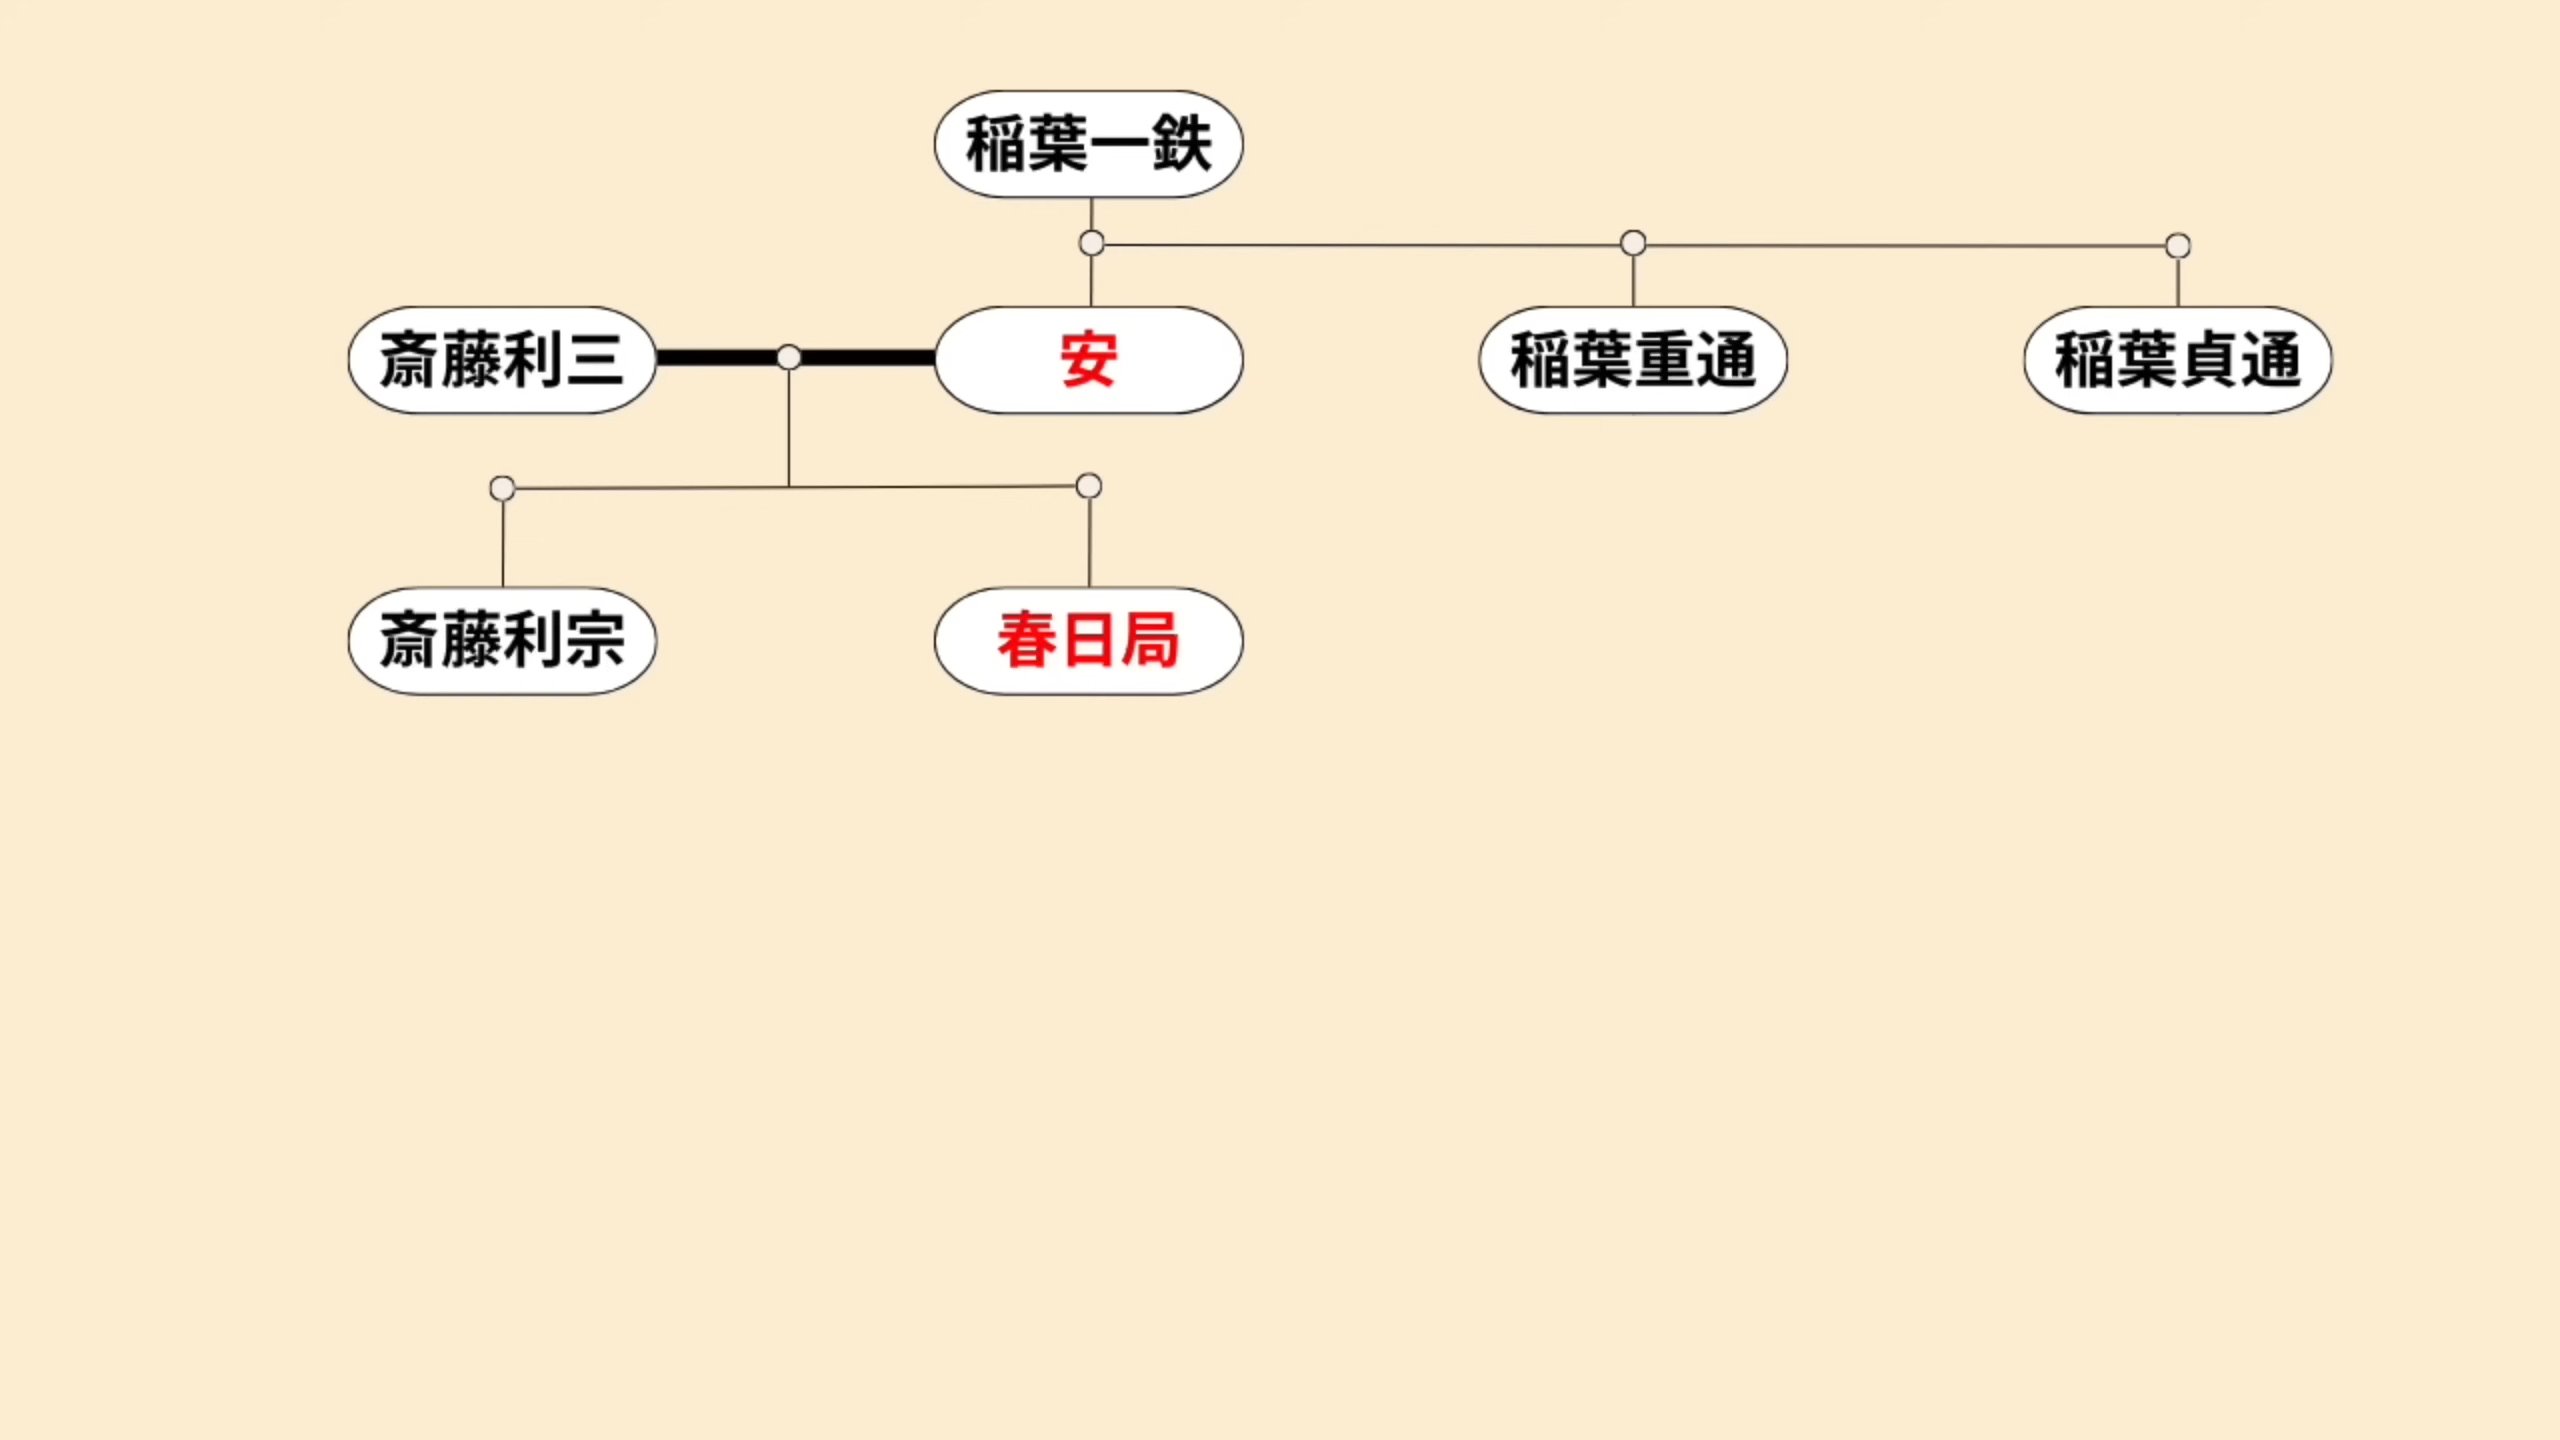 稲葉一鉄
斎藤利三
安
稲葉重通
稲葉貞通
斎藤利宗
春日局